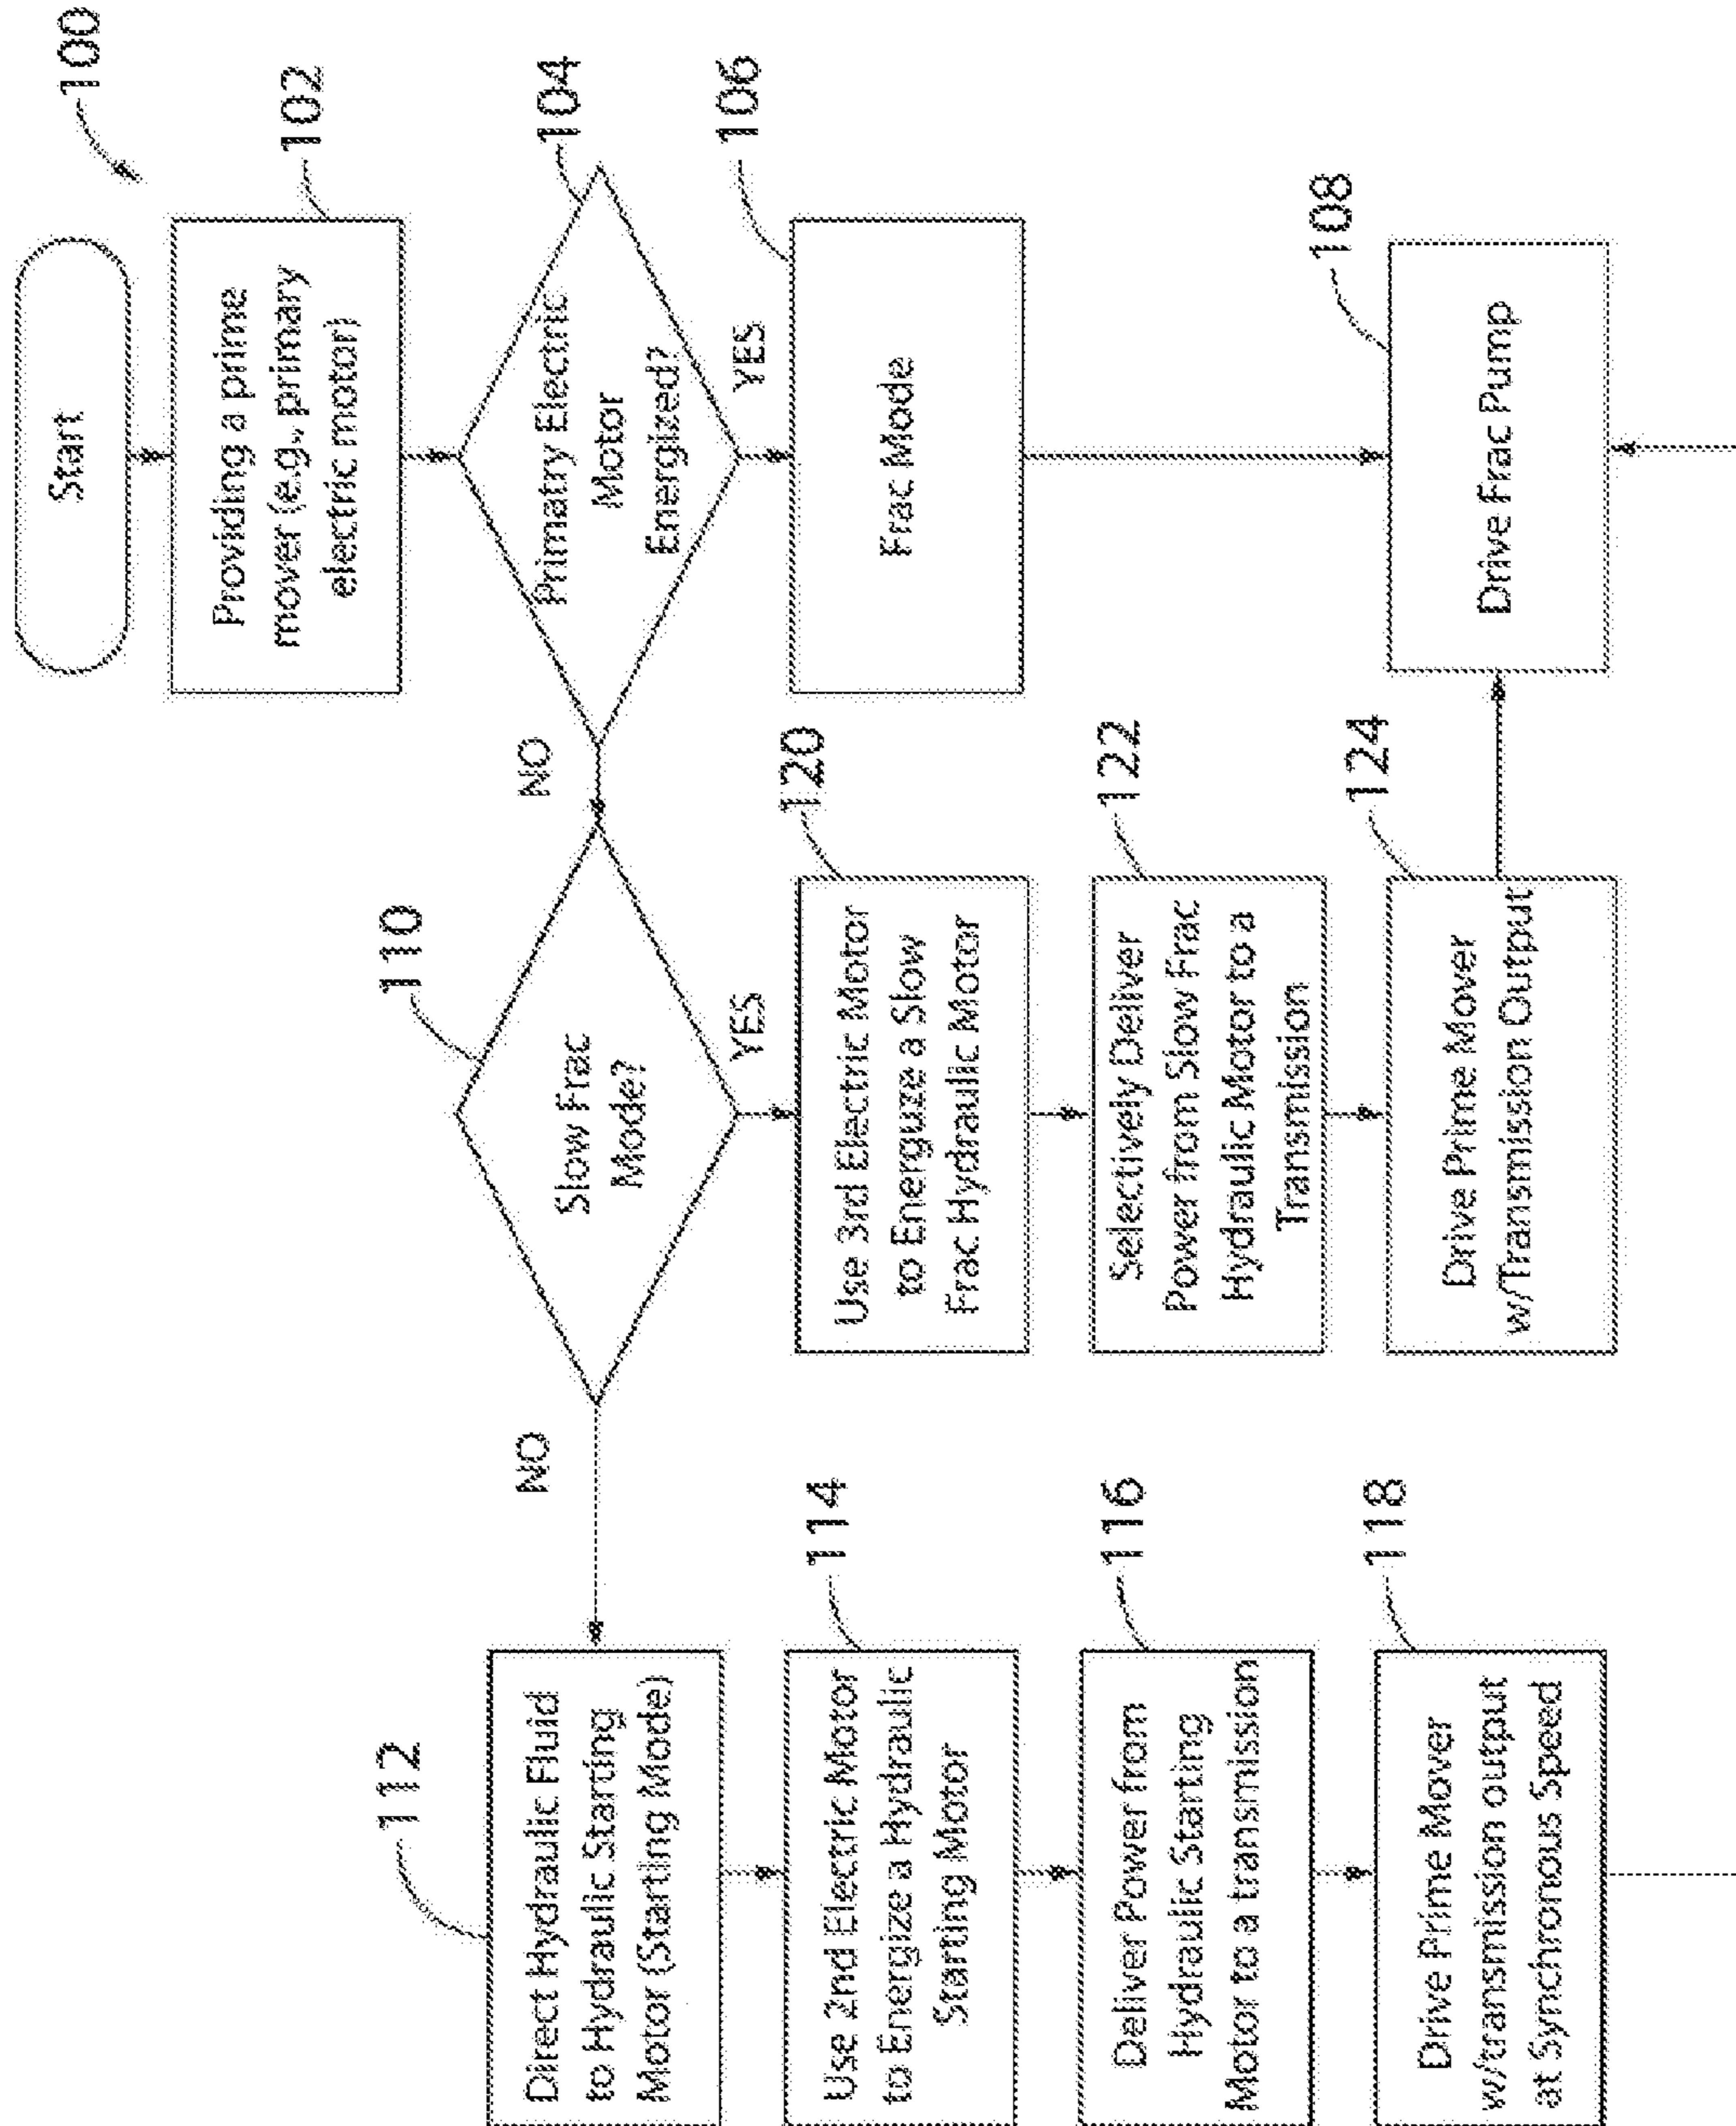 100
Start
Providing a prime
mover (e.g., primary
electric motor)
102
Primatry Electric
Motor
Energized?
104
YES
NO
Frac Mode
106
Drive Frac Pump
108
Slow Frac
Mode?
110
YES
NO
Use 3rd Electric Motor
to Energuze a Slow
Frac Hydraulic Motor
120
Selectively Deliver
Power from Slow Frac
Hydraulic Motor to a
Transmission
122
Drive Prime Mover
w/Transmission Output
124
Direct Hydraulic Fluid
to Hydraulic Starting
Motor (Starting Mode)
112
Use 2nd Electric Motor
to Energize a Hydraulic
Starting Motor
114
Deliver Power from
Hydraulic Starting
Motor to a transmission
116
Drive Prime Mover
w/transmission output
at Synchronous Speed
118